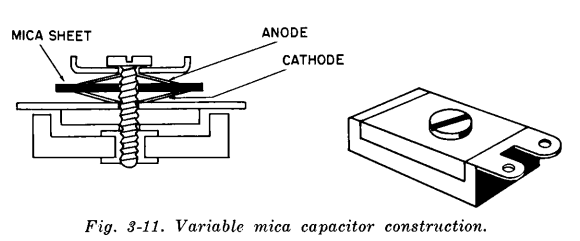 MICA SHEET
ANODE
CATHODE
Fig. 3-11. Variable mica capacitor construction.